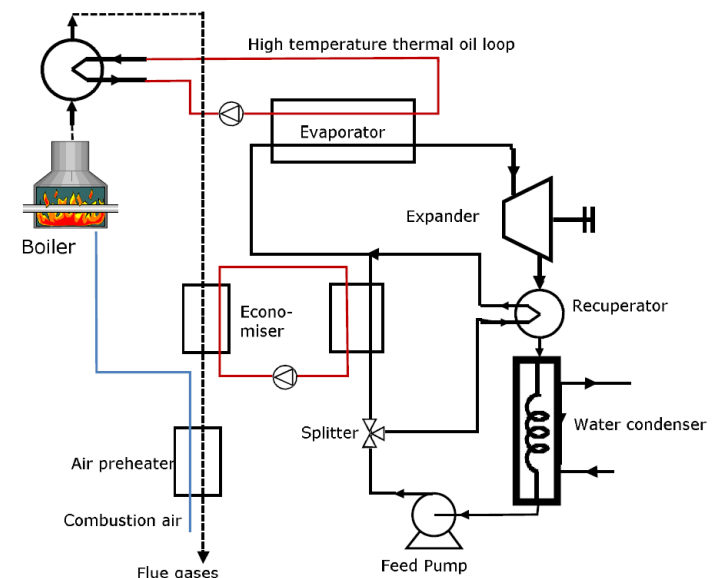 High temperature thermal oil loop
Evaporator
Expander
Boiler
Econo-
miser
Recuperator
Splitter
Water condenser
Air preheater
Combustion air
Feed Pump
Flue gases